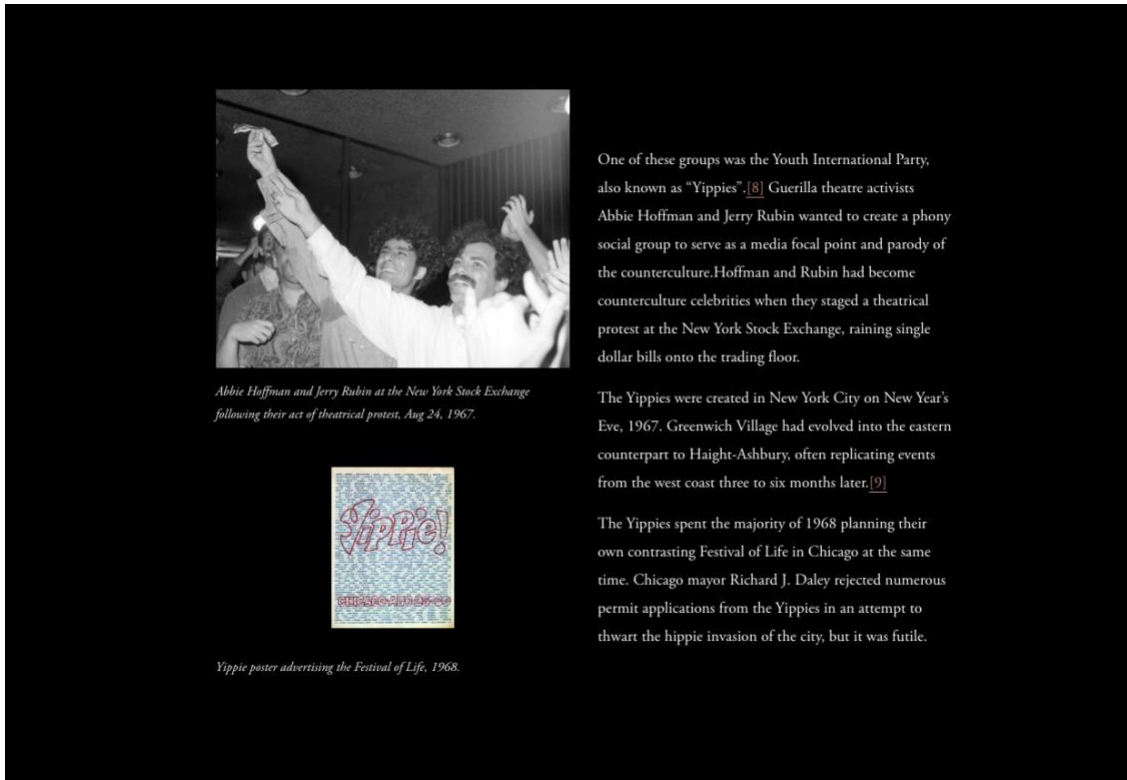 Abbie Hoffman and Jerry Rubin at the New York Stock Exchange
following their act of theatrical protest, Aug 24, 1967.
Yippie!
Yippie poster advertising the Festival of Life, 1968.
One of these groups was the Youth International Party,
also known as “Yippies”.[8] Guerilla theatre activists
Abbie Hoffman and Jerry Rubin wanted to create a phony
social group to serve as a media focal point and parody of
the counterculture.Hoffman and Rubin had become
counterculture celebrities when they staged a theatrical
protest at the New York Stock Exchange, raining single
dollar bills onto the trading floor.
The Yippies were created in New York City on New Year’s
Eve, 1967. Greenwich Village had evolved into the eastern
counterpart to Haight-Ashbury, often replicating events
from the west coast three to six months later.[9]
The Yippies spent the majority of 1968 planning their
own contrasting Festival of Life in Chicago at the same
time. Chicago mayor Richard J. Daley rejected numerous
permit applications from the Yippies in an attempt to
thwart the hippie invasion of the city, but it was futile.